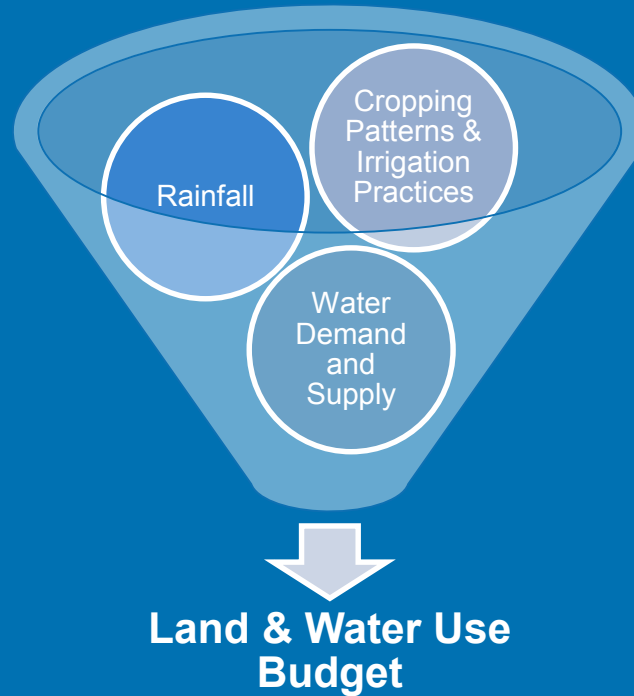 Cropping
Patterns &
Irrigation
Practices
Rainfall
Water
Demand
and
Supply
Land & Water Use
Budget